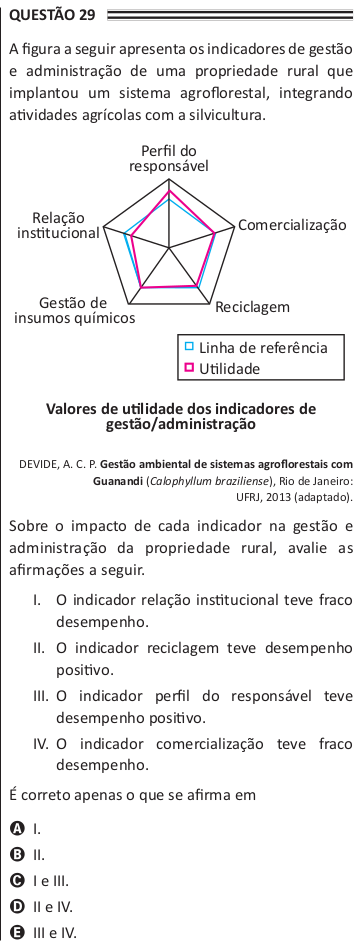 QUESTÃO 29
A figura a seguir apresenta os indicadores de gestão
e administração de uma propriedade rural que
implantou um sistema agroflorestal, integrando
atividades agrícolas com a silvicultura.
Perfil do
responsável
Relação
institucional
Comercialização
Gestão de
insumos químicos
Reciclagem
Linha de referência
Utilidade
Valores de utilidade dos indicadores de
gestão/administração
DEVIDE, A. C. P. Gestão ambiental de sistemas agroflorestais com
Guanandi (Calophyllum braziliense), Rio de Janeiro:
UFRJ, 2013 (adaptado).
Sobre o impacto de cada indicador na gestão e
administração da propriedade rural, avalie as
afirmações a seguir.
I. O indicador relação institucional teve fraco
desempenho.
II. O indicador reciclagem teve desempenho
positivo.
III. O indicador perfil do responsável teve
desempenho positivo.
IV. O indicador comercialização teve fraco
desempenho.
É correto apenas o que se afirma em
A I.
B II.
C I e III.
D II e IV.
E III e IV.